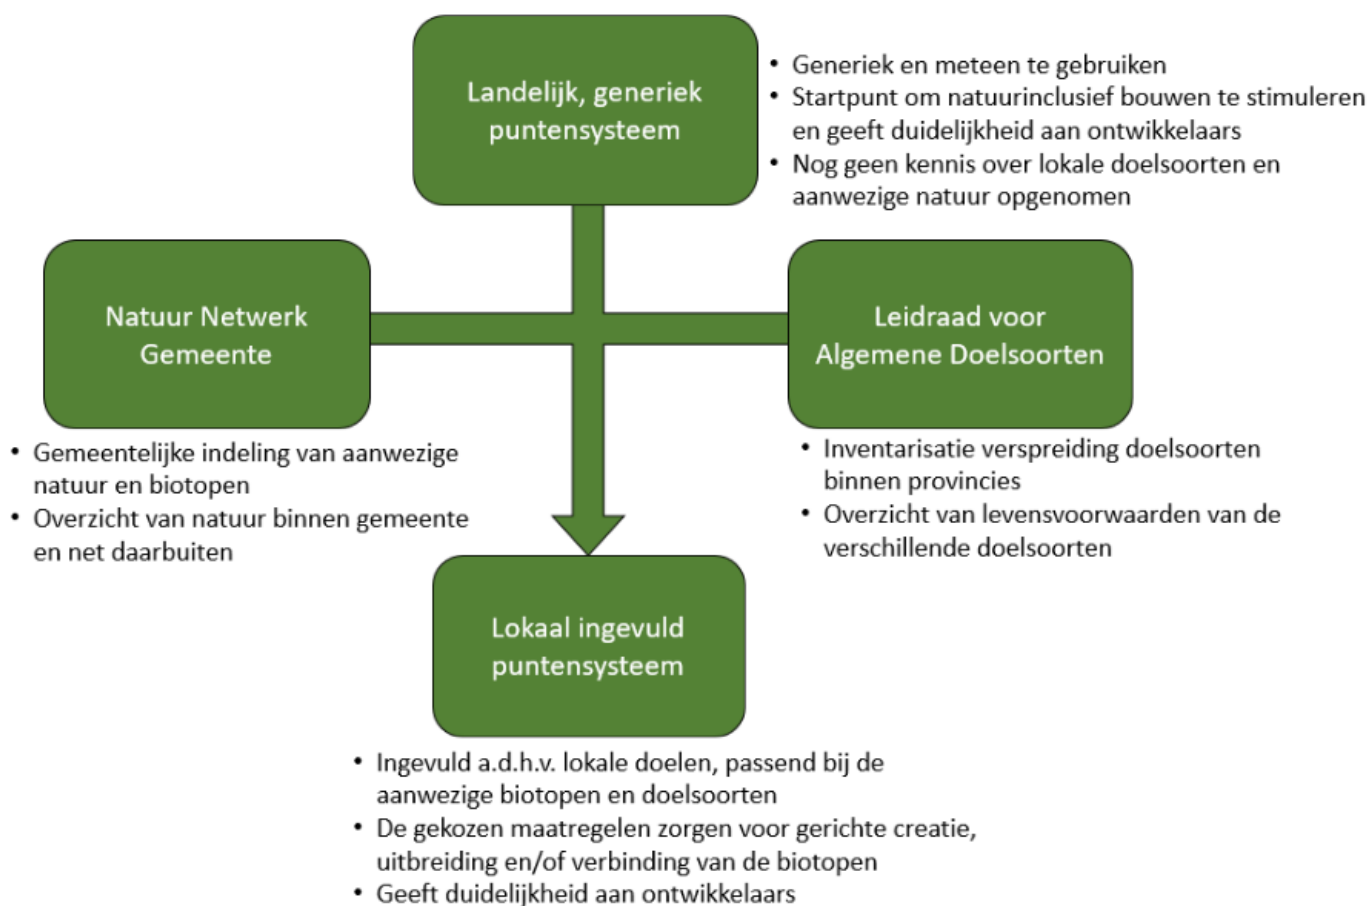 Landelijk, generiek
puntensysteem
• Generiek en meteen te gebruiken
• Startpunt om natuurinclusief bouwen te stimuleren
en geeft duidelijkheid aan ontwikkelaars
• Nog geen kennis over lokale doelsoorten en
aanwezige natuur opgenomen
Natuur Netwerk
Gemeente
• Gemeentelijke indeling van aanwezige
natuur en biotopen
• Overzicht van natuur binnen gemeente
en net daarbuiten
Leidraad voor
Algemene Doelsoorten
• Inventarisatie verspreiding doelsoorten
binnen provincies
• Overzicht van levensvoorwaarden van de
verschillende doelsoorten
Lokaal ingevuld
puntensysteem
• Ingevuld a.d.h.v. lokale doelen, passend bij de
aanwezige biotopen en doelsoorten
• De gekozen maatregelen zorgen voor gerichte creatie,
uitbreiding en/of verbinding van de biotopen
• Geeft duidelijkheid aan ontwikkelaars